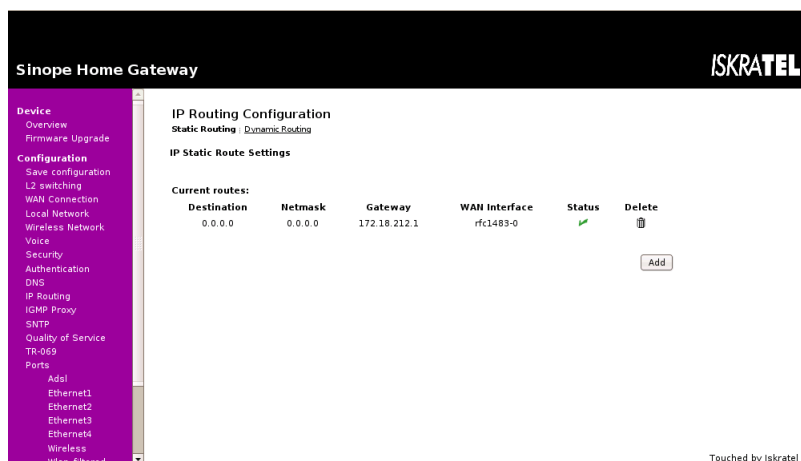 Sinope Home Gateway
ISKRATEL
Device
Overview
Firmware Upgrade
Configuration
Save configuration
L2 switching
WAN Connection
Local Network
Wireless Network
Voice
Security
Authentication
DNS
IP Routing
IGMP Proxy
SNTP
Quality of Service
TR-069
Ports
Adsl
Ethernet1
Ethernet2
Ethernet3
Ethernet4
Wireless
Wlan filtered
IP Routing Configuration
Static Routing | Dynamic Routing
IP Static Route Settings
Current routes:
Destination Netmask Gateway WAN Interface Status Delete
0.0.0.0 0.0.0.0 172.18.212.1 rfc1483-0
Add
Touched by Iskratel